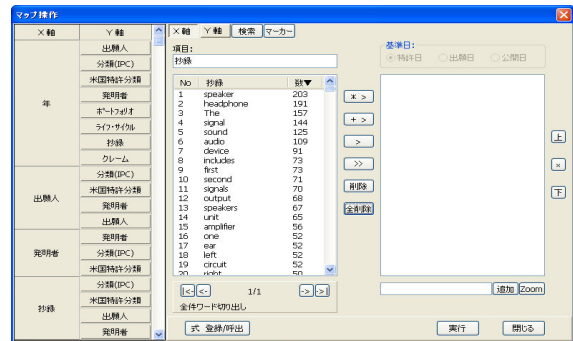 マップ操作
X 軸 Y 軸
年
出願人
分類(IPC)
米国特許分類
発明者
ポートフォリオ
ライフ・サイクル
抄録
クレーム
出願人
分類(IPC)
米国特許分類
発明者
出願人
発明者
発明者
分類(IPC)
米国特許分類
抄録
分類(IPC)
米国特許分類
出願人
発明者
X 軸 Y 軸 検索 マーカー
項目:
抄録
No 抄録 数▼
1 speaker 203
2 headphone 191
3 The 157
4 signal 144
5 sound 125
6 audio 109
7 device 91
8 includes 73
9 first 73
10 second 71
11 signals 70
12 output 68
13 speakers 67
14 unit 65
15 amplifier 56
16 one 52
17 ear 52
18 left 52
19 circuit 52
20 right 50
|<- <- 1/1 -> ->|
全件ワード切り出し
式 登録/呼出
* >
+ >
>
>>
削除
全削除
基準日:
特許日 出願日 公開日
上
×
下
追加 Zoom
実行 閉じる